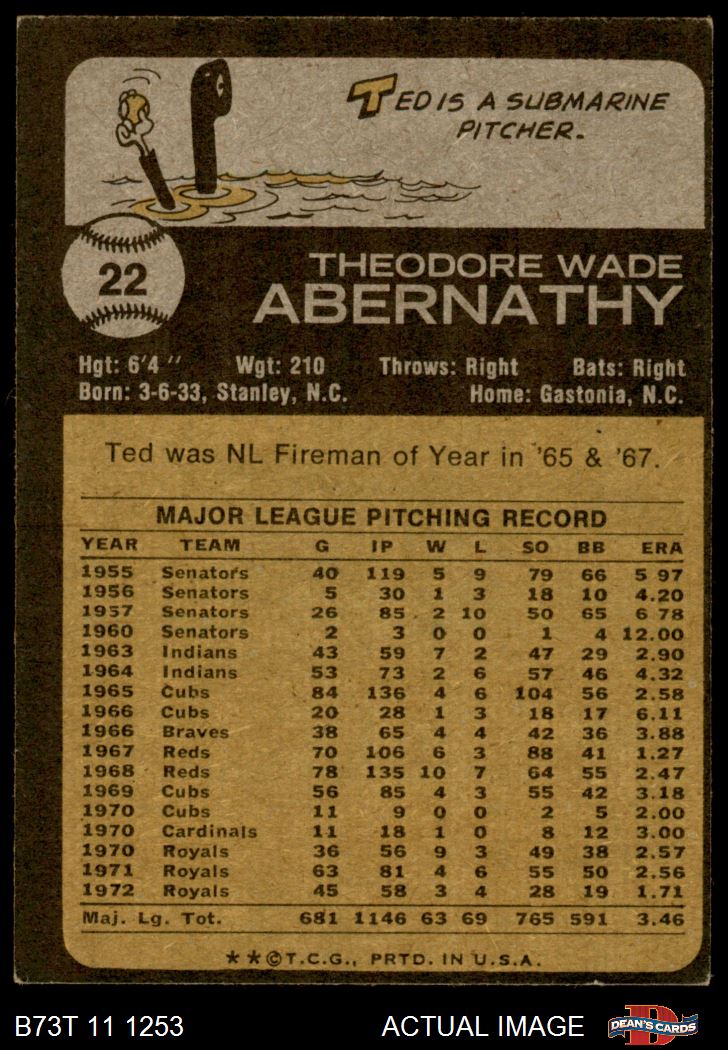 TED IS A SUBMARINE
PITCHER.
22
THEODORE WADE
ABERNATHY
Hgt: 6'4" Wgt: 210 Throws: Right Bats: Right
Born: 3-6-33, Stanley, N.C. Home: Gastonia, N.C.
Ted was NL Fireman of Year in '65 & '67.
MAJOR LEAGUE PITCHING RECORD
YEAR TEAM G IP W L SO BB ERA
1955 Senators 40 119 5 9 79 66 5 97
1956 Senators 5 30 1 3 18 10 4.20
1957 Senators 26 85 2 10 50 65 6 78
1960 Senators 2 3 0 0 1 4 12.00
1963 Indians 43 59 7 2 47 29 2.90
1964 Indians 53 73 2 6 57 46 4.32
1965 Cubs 84 136 4 6 104 56 2.58
1966 Cubs 20 28 1 3 18 17 6.11
1966 Braves 38 65 4 4 42 36 3.88
1967 Reds 70 106 6 3 88 41 1.27
1968 Reds 78 135 10 7 64 55 2.47
1969 Cubs 56 85 4 3 55 42 3.18
1970 Cubs 11 9 0 0 2 5 2.00
1970 Cardinals 11 18 1 0 8 12 3.00
1970 Royals 36 56 9 3 49 38 2.57
1971 Royals 63 81 4 6 55 50 2.56
1972 Royals 45 58 3 4 28 19 1.71
Maj. Lg. Tot. 681 1146 63 69 765 591 3.46
**©T.C.G., PRTD. IN U.S.A.
B73T 11 1253 ACTUAL IMAGE D DEAN'S CARDS